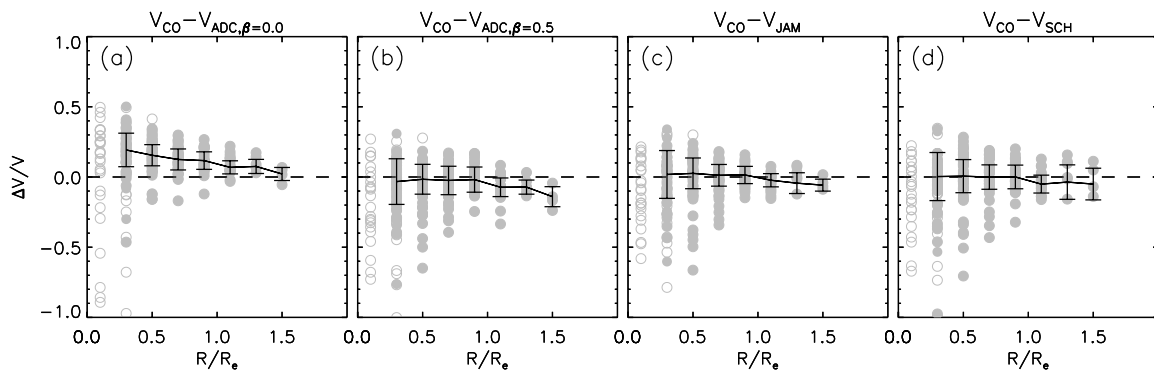 V_CO−V_ADC,β=0.0 V_CO−V_ADC,β=0.5 V_CO−V_JAM V_CO−V_SCH
(a) (b) (c) (d)
1.0
0.5
0.0
−0.5
−1.0
ΔV/V
0.0 0.5 1.0 1.5 0.0 0.5 1.0 1.5 0.0 0.5 1.0 1.5 0.0 0.5 1.0 1.5
R/R_e R/R_e R/R_e R/R_e